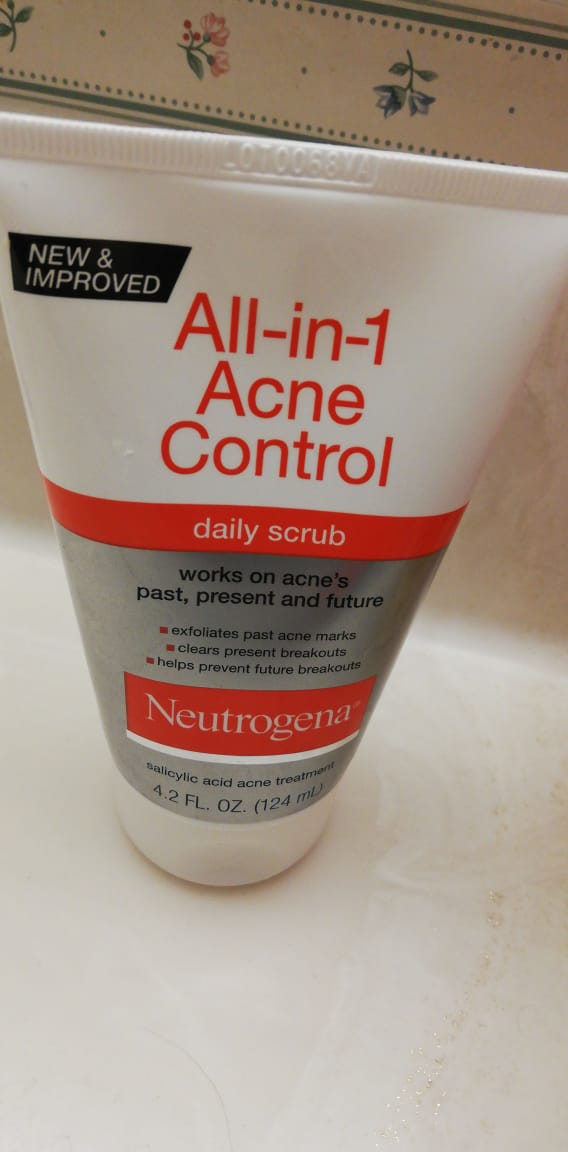 NEW &
IMPROVED
All-in-1
Acne
Control
daily scrub
works on acne's
past, present and future
exfoliates past acne marks
clears present breakouts
helps prevent future breakouts
Neutrogena
salicylic acid acne treatment
4.2 FL. OZ. (124 mL)